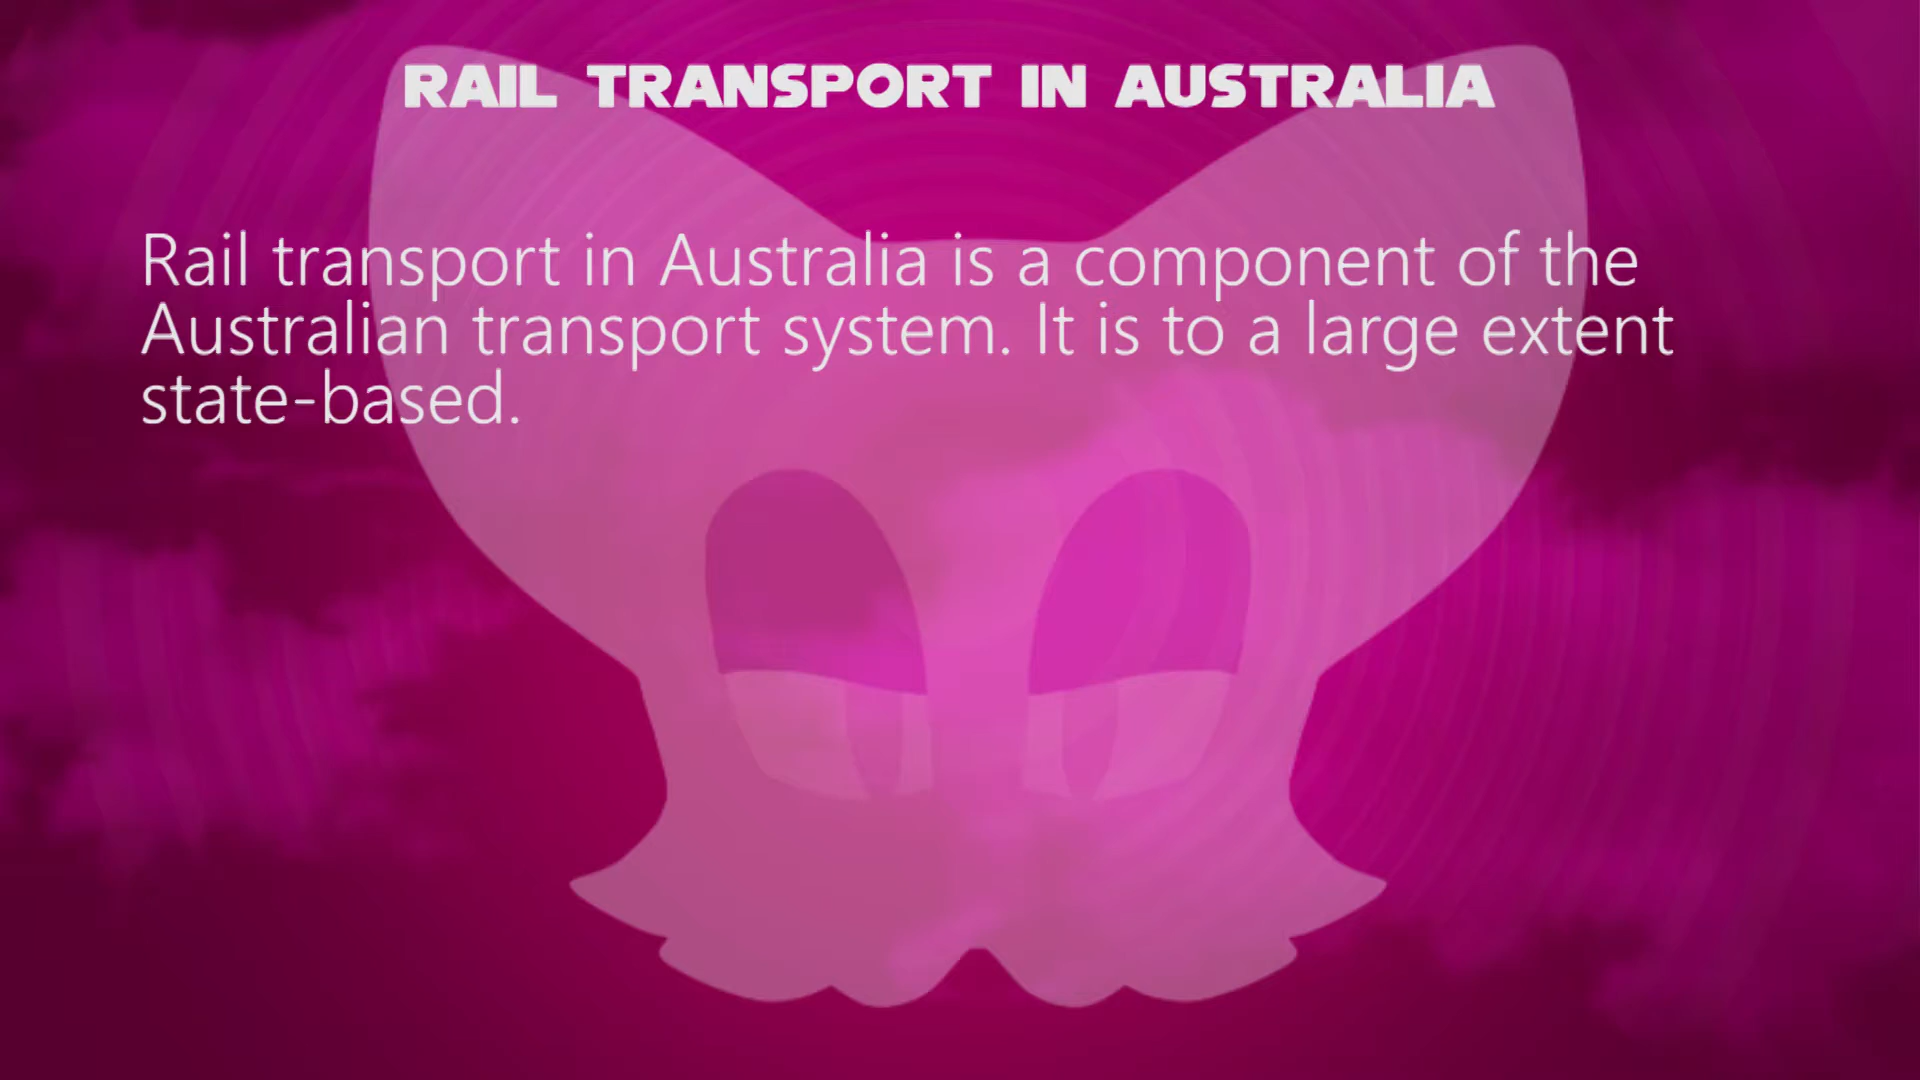 RAIL TRANSPORT IN AUSTRALIA
Rail transport in Australia is a component of the
Australian transport system. It is to a large extent
state-based.